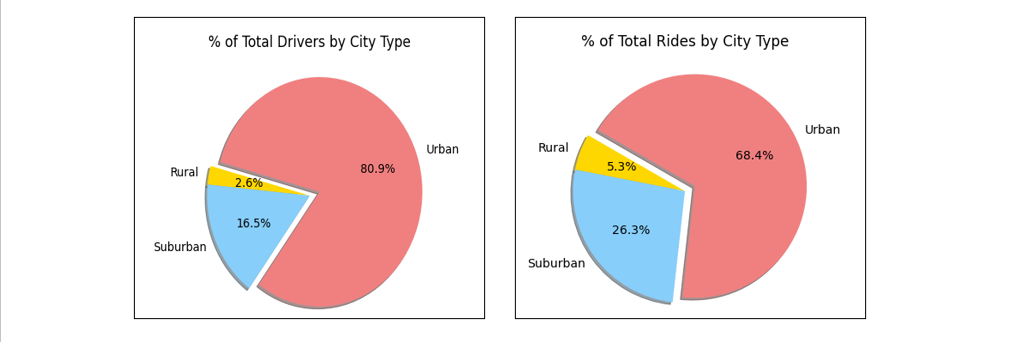 % of Total Drivers by City Type
Urban
80.9%
Rural
2.6%
16.5%
Suburban
% of Total Rides by City Type
Urban
68.4%
Rural
5.3%
26.3%
Suburban